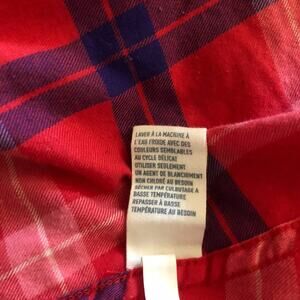 LAVER À LA MACHINE À
L'EAU FROIDE AVEC DES
COULEURS SEMBLABLES
AU CYCLE DÉLICAT
UTILISER SEULEMENT
UN AGENT DE BLANCHIMENT
NON CHLORÉ AU BESOIN
SÉCHER PAR CULBUTAGE À
BASSE TEMPÉRATURE
REPASSER À BASSE
TEMPÉRATURE AU BESOIN